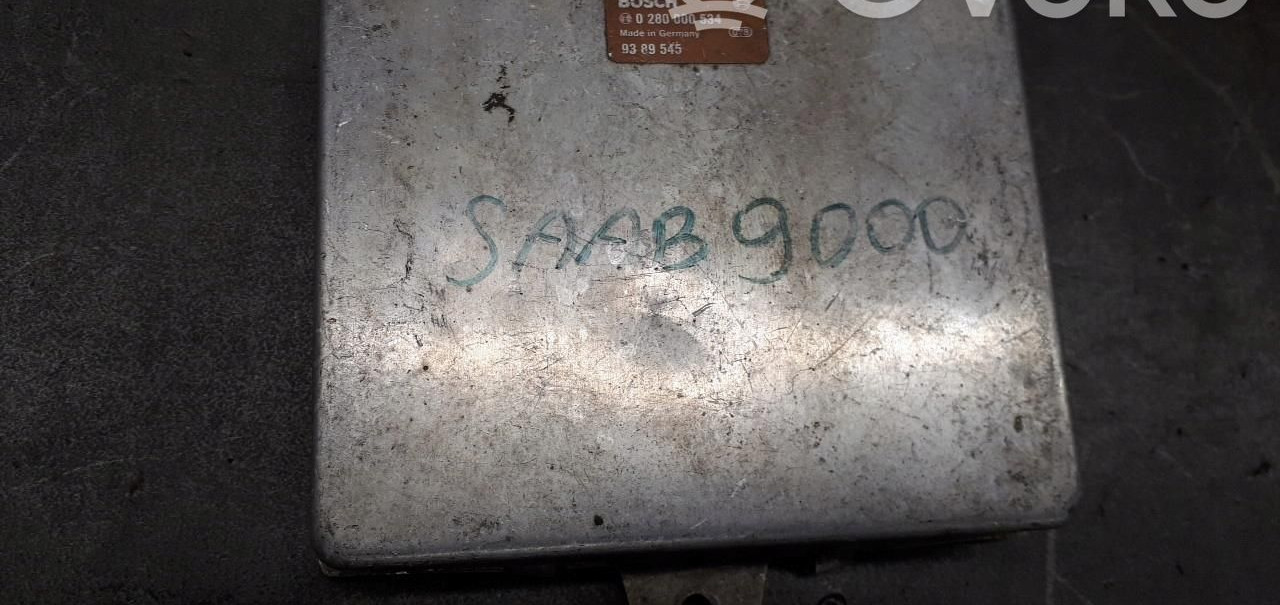 BOSCH
0 280 000 534
Made in Germany
93 89 545
SAAB 9000